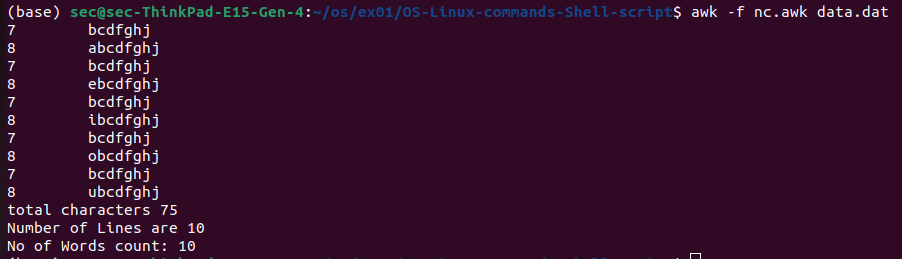 (base) sec@sec-ThinkPad-E15-Gen-4:~/os/ex01/OS-Linux-commands-Shell-script$ awk -f nc.awk data.dat
7 bcdfghj
8 abcdfghj
7 bcdfghj
8 ebcdfghj
7 bcdfghj
8 ibcdfghj
7 bcdfghj
8 obcdfghj
7 bcdfghj
8 ubcdfghj
total characters 75
Number of Lines are 10
No of Words count: 10